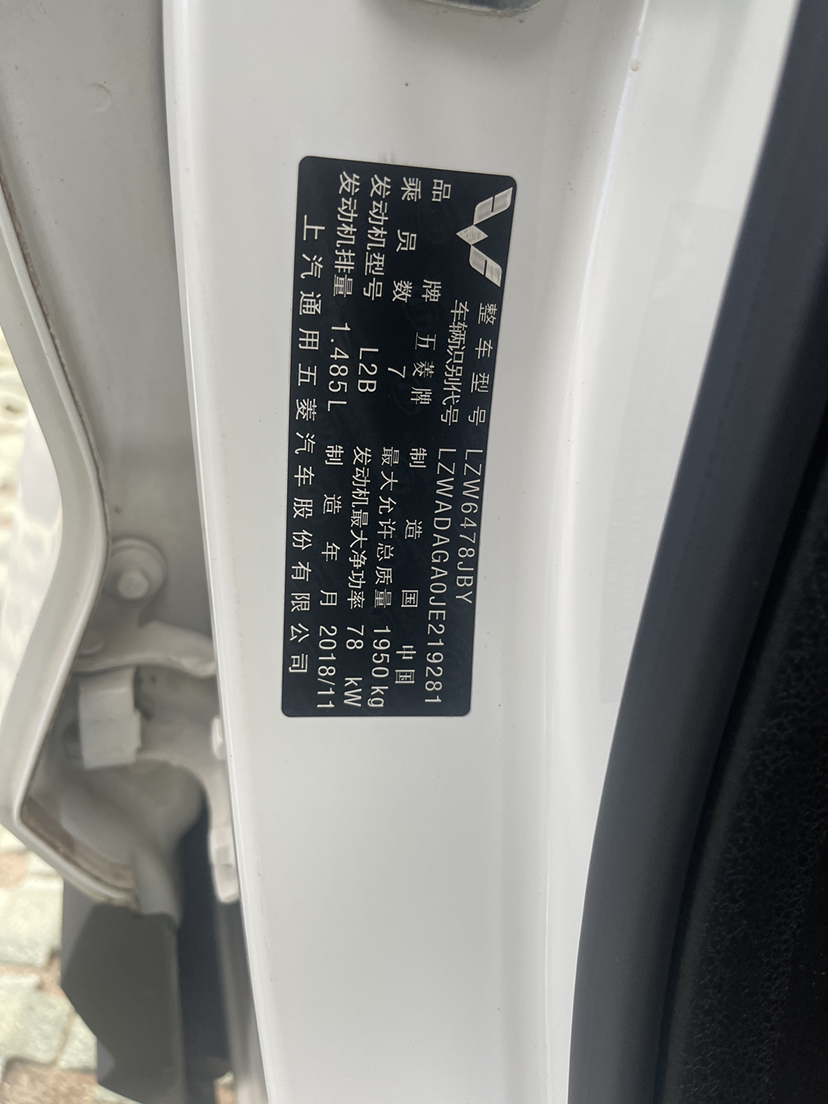 整车型号 LZW6478JBY
车辆识别代号 LZWADAGA0JE219281
品牌 五菱牌 制造国 中国
乘员数 7 最大允许总质量 1950 kg
发动机型号 L2B 发动机最大净功率 78 kW
发动机排量 1.485L 制造年月 2018/11
上汽通用五菱汽车股份有限公司